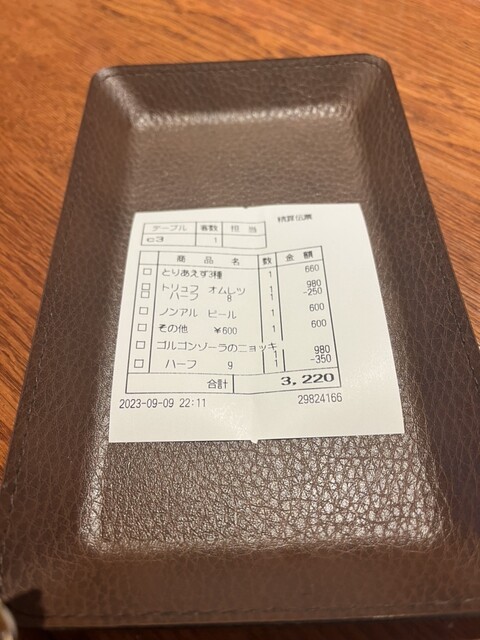 検算伝票
テーブル 客数 担当
c3 1
商品名 数 金額
□ とりあえず3種 1 660
□ トリュフ オムレツ 1 980
□ ハーフ 8 1 -250
□ ノンアル ビール 1 600
□ その他 ¥600 1 600
□ ゴルゴンゾーラのニョッキ 1 980
□ ハーフ 9 1 -350
合計 3,220
2023-09-09 22:11 29824166